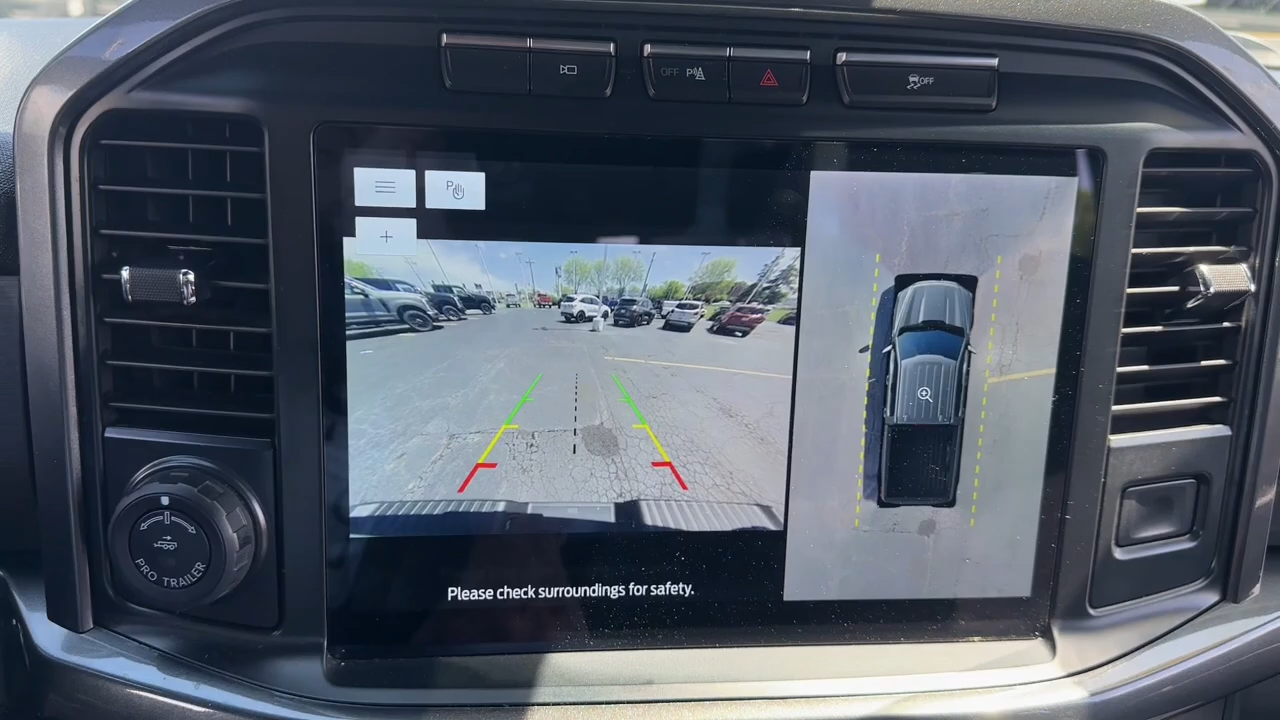 OFF P
OFF
P
PRO TRAILER
Please check surroundings for safety.